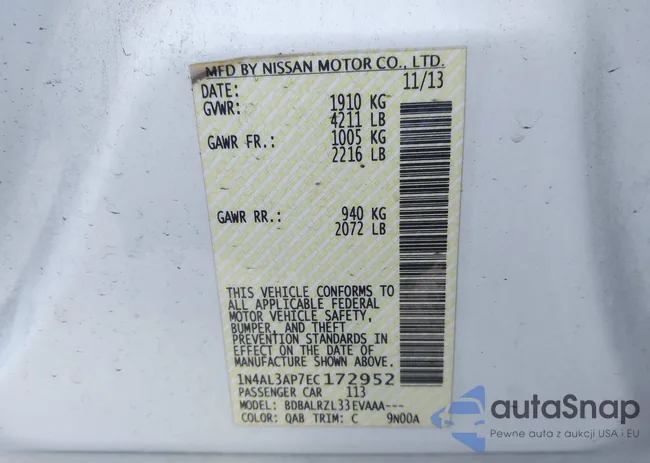 MFD BY NISSAN MOTOR CO., LTD.
DATE: 11/13
GVWR: 1910 KG
4211 LB
GAWR FR.: 1005 KG
2216 LB
GAWR RR.: 940 KG
2072 LB
THIS VEHICLE CONFORMS TO
ALL APPLICABLE FEDERAL
MOTOR VEHICLE SAFETY,
BUMPER, AND THEFT
PREVENTION STANDARDS IN
EFFECT ON THE DATE OF
MANUFACTURE SHOWN ABOVE.
1N4AL3AP7EC172952
PASSENGER CAR 113
MODEL: BDBALRZL33EVAAA---
COLOR: QAB TRIM: C 9N00A
autoSnap
Pewne auta z aukcji USA i EU